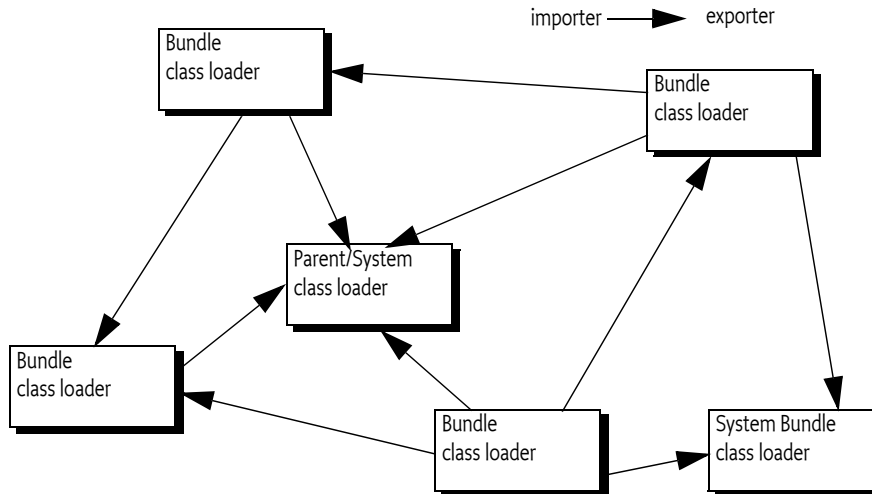 importer
exporter
Bundle
class loader
Bundle
class loader
Parent/System
class loader
Bundle
class loader
Bundle
class loader
System Bundle
class loader